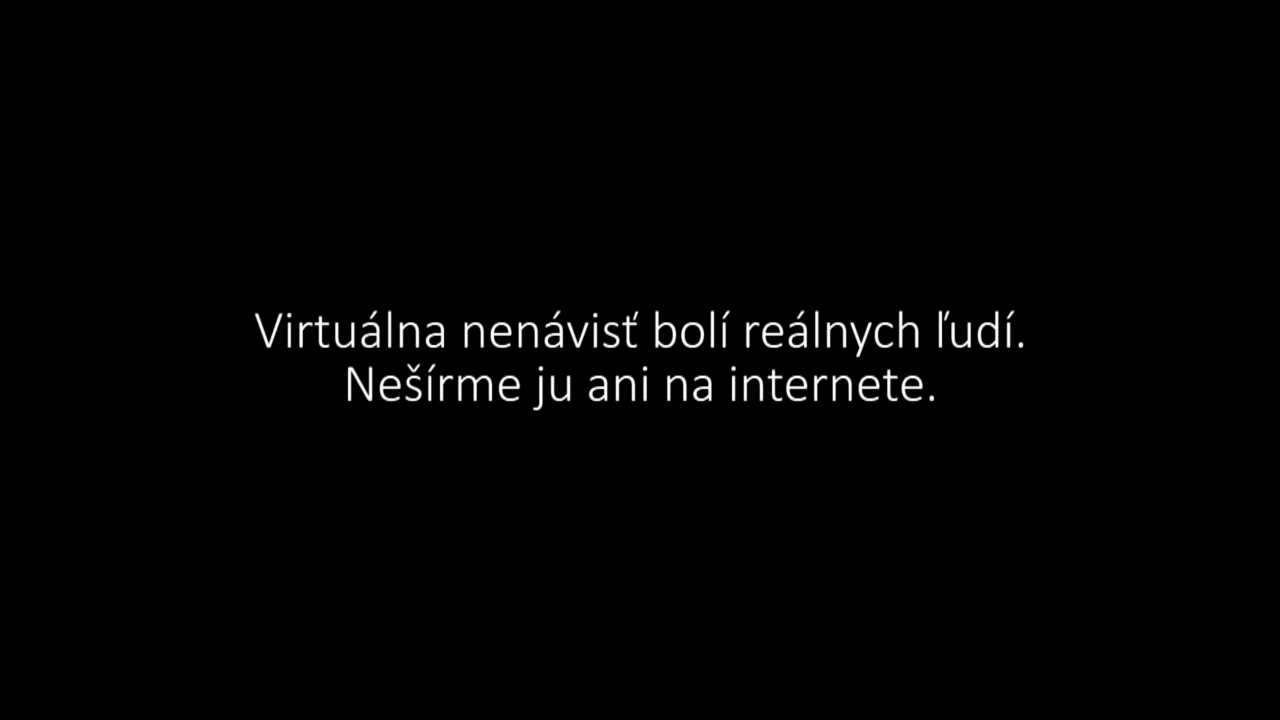 Virtuálna nenávisť bolí reálnych ľudí.
Nešírme ju ani na internete.